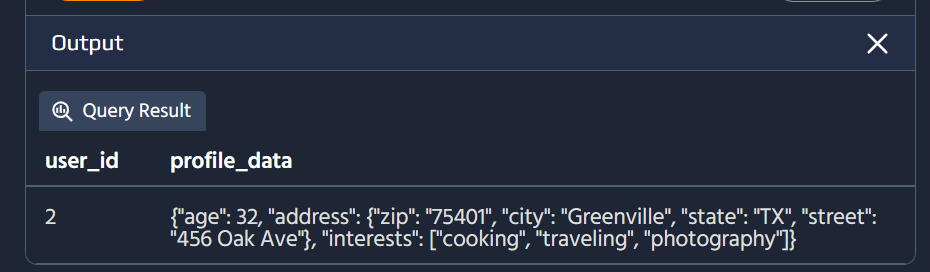 Output
Query Result
user_id profile_data
2 {"age": 32, "address": {"zip": "75401", "city": "Greenville", "state": "TX", "street":
"456 Oak Ave"}, "interests": ["cooking", "traveling", "photography"]}